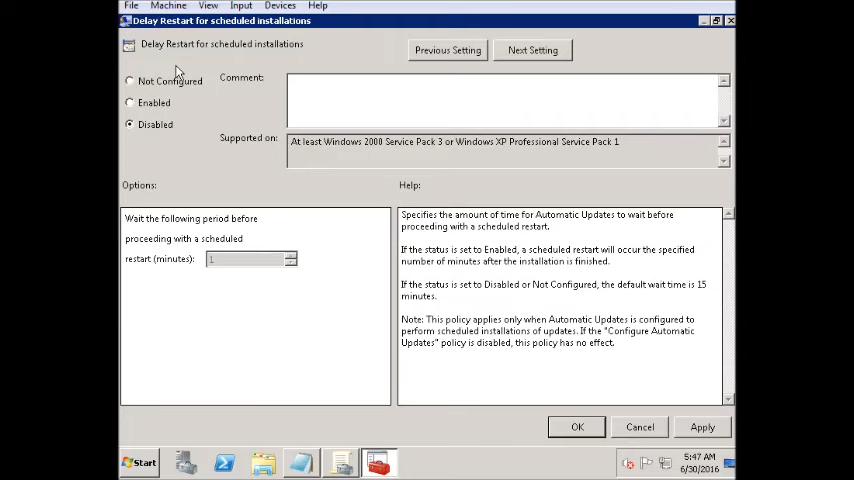 File Machine View Input Devices Help
Delay Restart for scheduled installations
Delay Restart for scheduled installations
Previous Setting
Next Setting
Not Configured
Comment:
Enabled
Disabled
Supported on:
At least Windows 2000 Service Pack 3 or Windows XP Professional Service Pack 1
Options:
Help:
Wait the following period before
proceeding with a scheduled
restart (minutes): 1
Specifies the amount of time for Automatic Updates to wait before
proceeding with a scheduled restart.
If the status is set to Enabled, a scheduled restart will occur the specified
number of minutes after the installation is finished.
If the status is set to Disabled or Not Configured, the default wait time is 15
minutes.
Note: This policy applies only when Automatic Updates is configured to
perform scheduled installations of updates. If the "Configure Automatic
Updates" policy is disabled, this policy has no effect.
OK
Cancel
Apply
Start
5:47 AM
6/30/2016